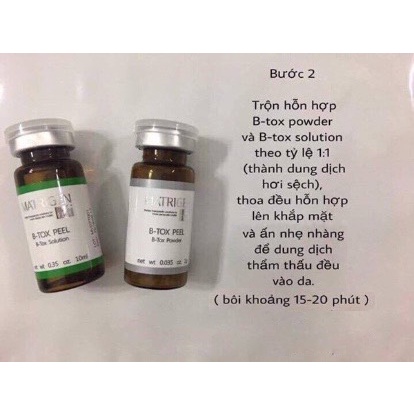 Bước 2
Trộn hỗn hợp
B-tox powder
và B-tox solution
theo tỷ lệ 1:1
(thành dung dịch
hơi sệch),
thoa đều hỗn hợp
lên khắp mặt
và ấn nhẹ nhàng
để dung dịch
thẩm thấu đều
vào da.
( bôi khoảng 15-20 phút )
MATRIGEN
B-TOX PEEL
B-Tox Solution
net wt. 0.35 oz. 10ml
B-TOX PEEL
B-Tox Powder
net wt 0.035 oz.